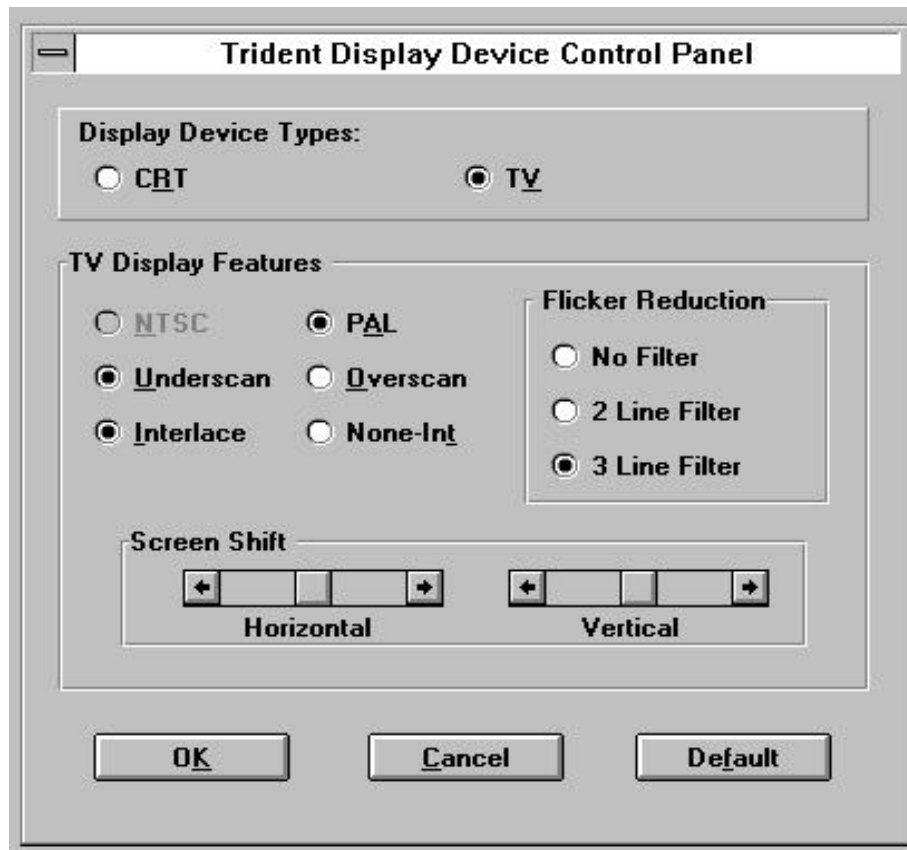 Trident Display Device Control Panel
Display Device Types:
CRT TV
TV Display Features
NTSC PAL
Underscan Overscan
Interlace None-Int
Flicker Reduction
No Filter
2 Line Filter
3 Line Filter
Screen Shift
Horizontal Vertical
OK Cancel Default